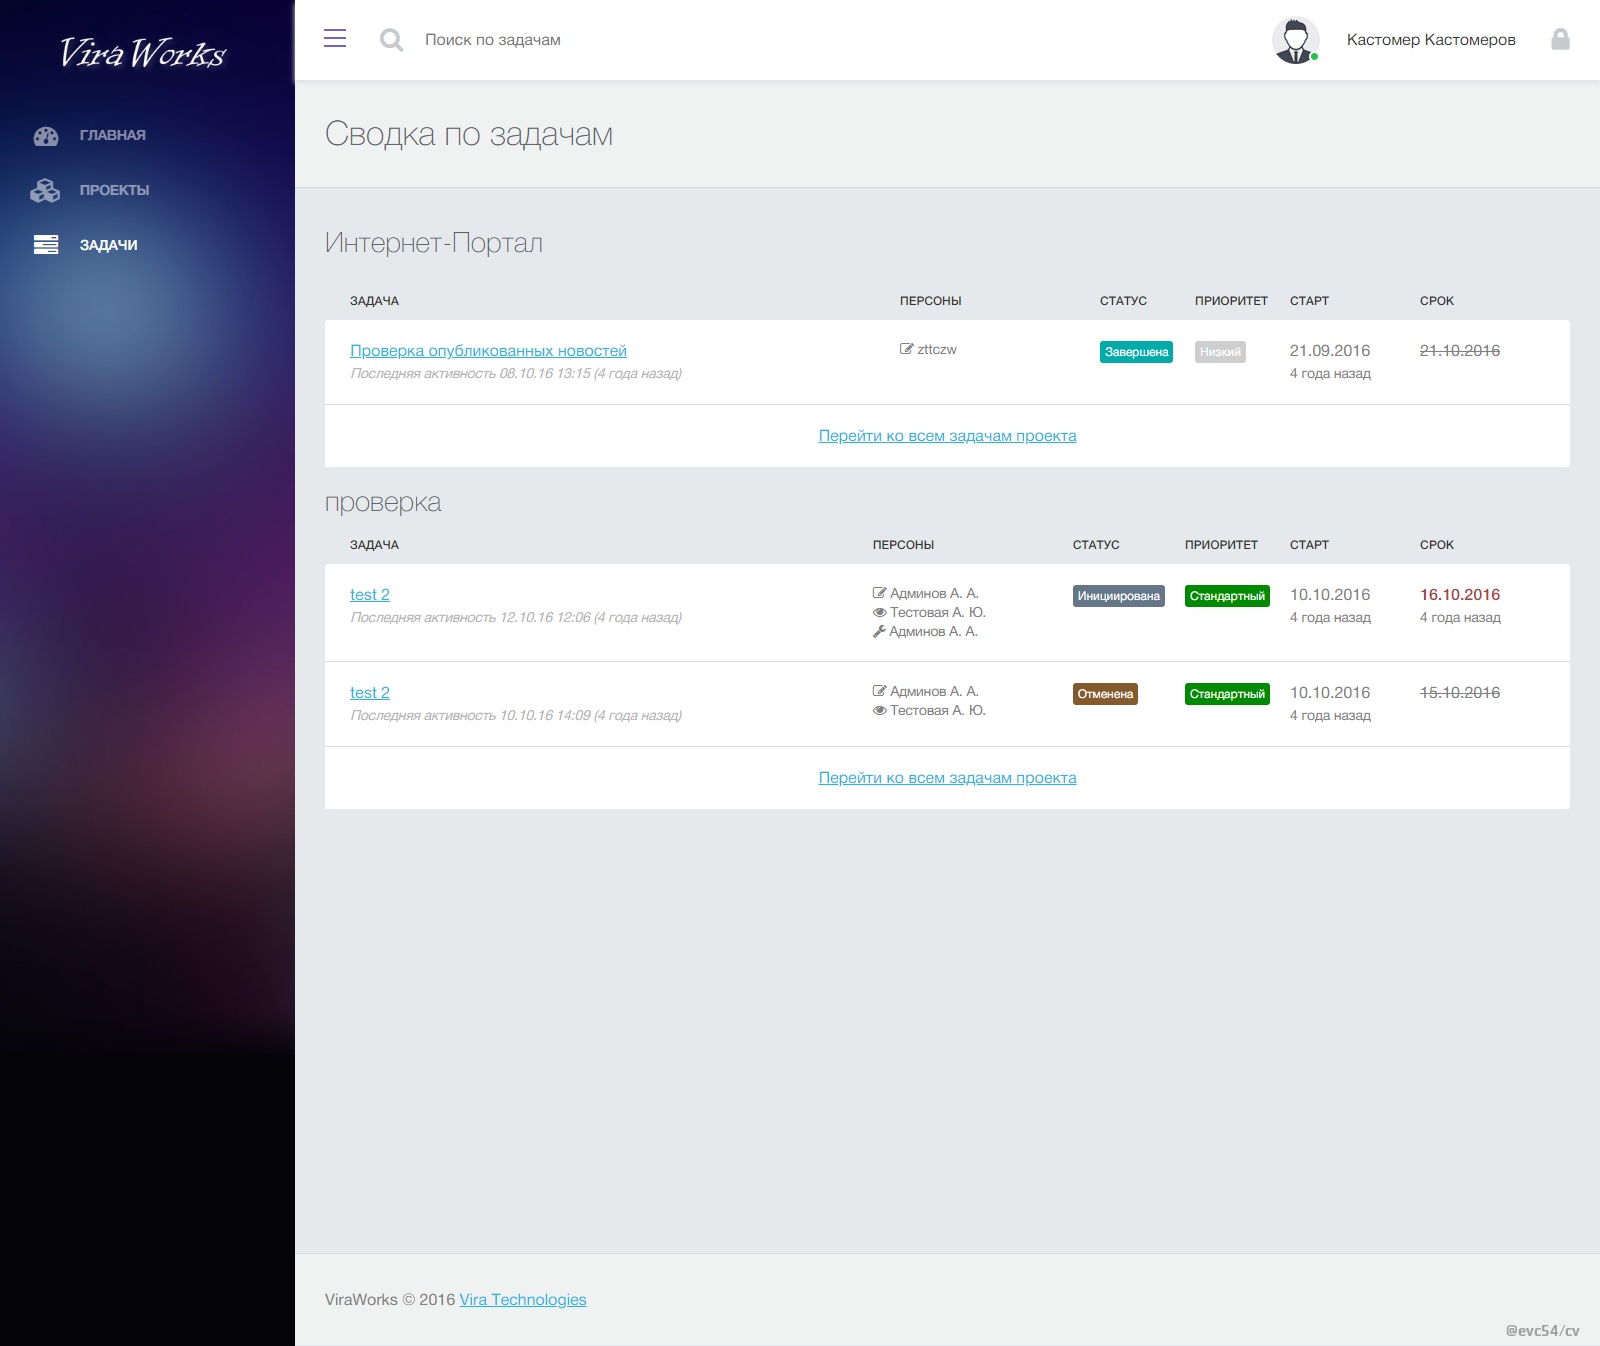 Vira Works
ГЛАВНАЯ
ПРОЕКТЫ
ЗАДАЧИ
Поиск по задачам
Кастомер Кастомеров
Сводка по задачам
Интернет-Портал
ЗАДАЧА ПЕРСОНЫ СТАТУС ПРИОРИТЕТ СТАРТ СРОК
Проверка опубликованных новостей zttczw Завершена Низкий 21.09.2016 21.10.2016
Последняя активность 08.10.16 13:15 (4 года назад) 4 года назад
Перейти ко всем задачам проекта
проверка
ЗАДАЧА ПЕРСОНЫ СТАТУС ПРИОРИТЕТ СТАРТ СРОК
test 2 Админов А. А. Инициирована Стандартный 10.10.2016 16.10.2016
Последняя активность 12.10.16 12:06 (4 года назад) Тестовая А. Ю. 4 года назад 4 года назад
Админов А. А.
test 2 Админов А. А. Отменена Стандартный 10.10.2016 15.10.2016
Последняя активность 10.10.16 14:09 (4 года назад) Тестовая А. Ю. 4 года назад
Перейти ко всем задачам проекта
ViraWorks © 2016 Vira Technologies
@evc54/cv